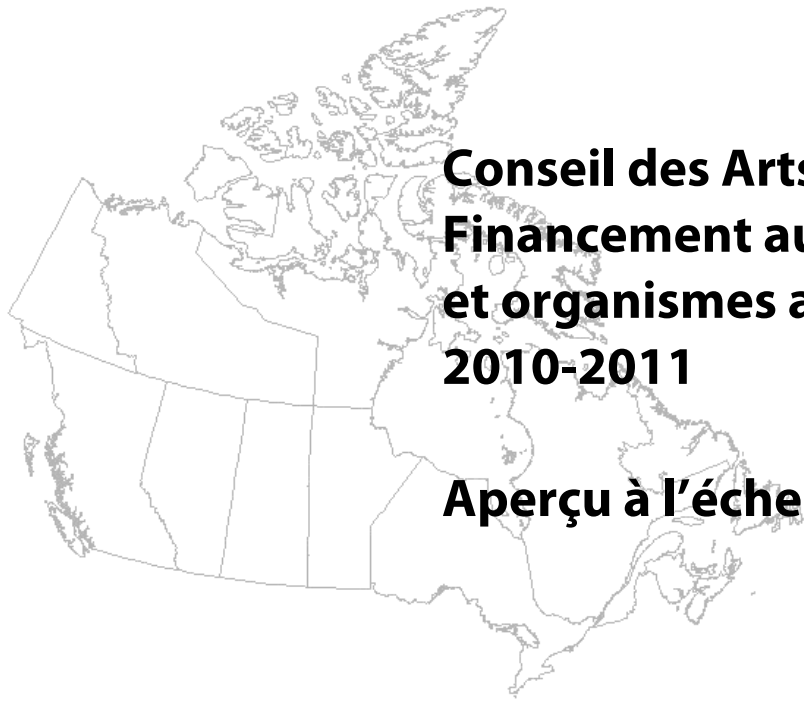 Conseil des Arts
Financement au
et organismes a
2010-2011
Aperçu à l’éche